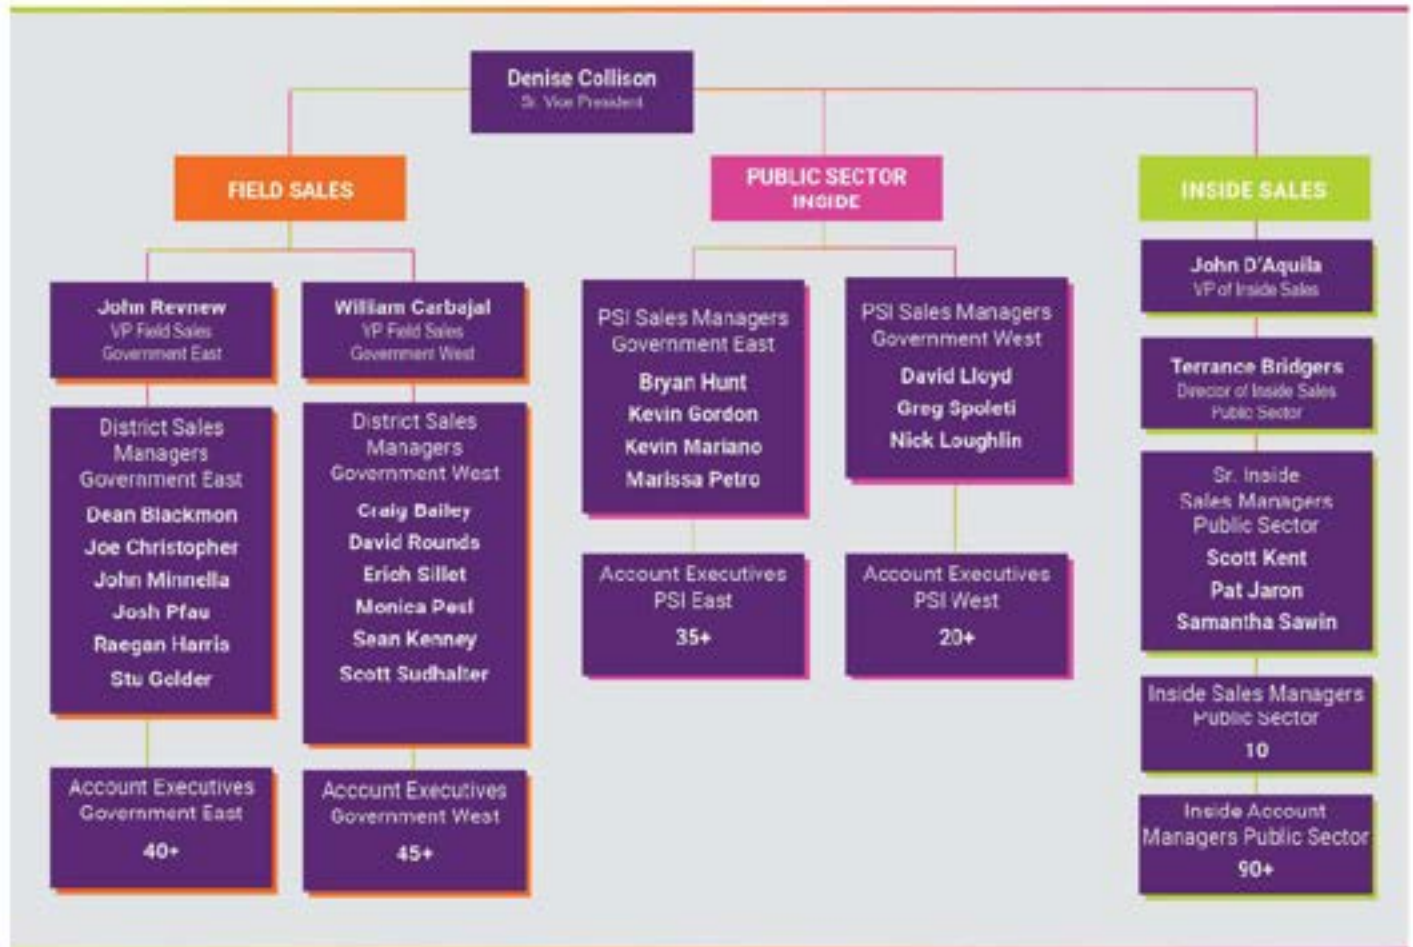 Denise Collison
Sr. Vice President
FIELD SALES
John Revnew
VP Field Sales
Government East
William Carbajal
VP Field Sales
Government West
District Sales
Managers
Government East
Dean Blackmon
Joe Christopher
John Minnella
Josh Pfau
Raegan Harris
Stu Gelder
District Sales
Managers
Government West
Craig Bailey
David Rounds
Erich Sillet
Monica
Sean Kenney
Scott Sudhalter
Account Executives
Government East
40+
Account Executives
Government West
45+
PUBLIC SECTOR
INSIDE
PSI Sales Managers
Government East
Bryan Hunt
Kevin Gordon
Kevin Mariano
Marissa Petro
PSI Sales Managers
Government West
David Lloyd
Greg Spoleti
Nick Loughlin
Account Executives
PSI East
35+
Account Executives
PSI West
20+
INSIDE SALES
John D'Aquila
VP of Inside Sales
Terrance Bridgers
Director of Inside Sales
Public Sector
Sr. Inside
Sales Managers
Public Sector
Scott Kent
Pat Jaron
Samantha Sawin
Inside Sales Managers
Public Sector
10
Inside Account
Managers Public Sector
90+